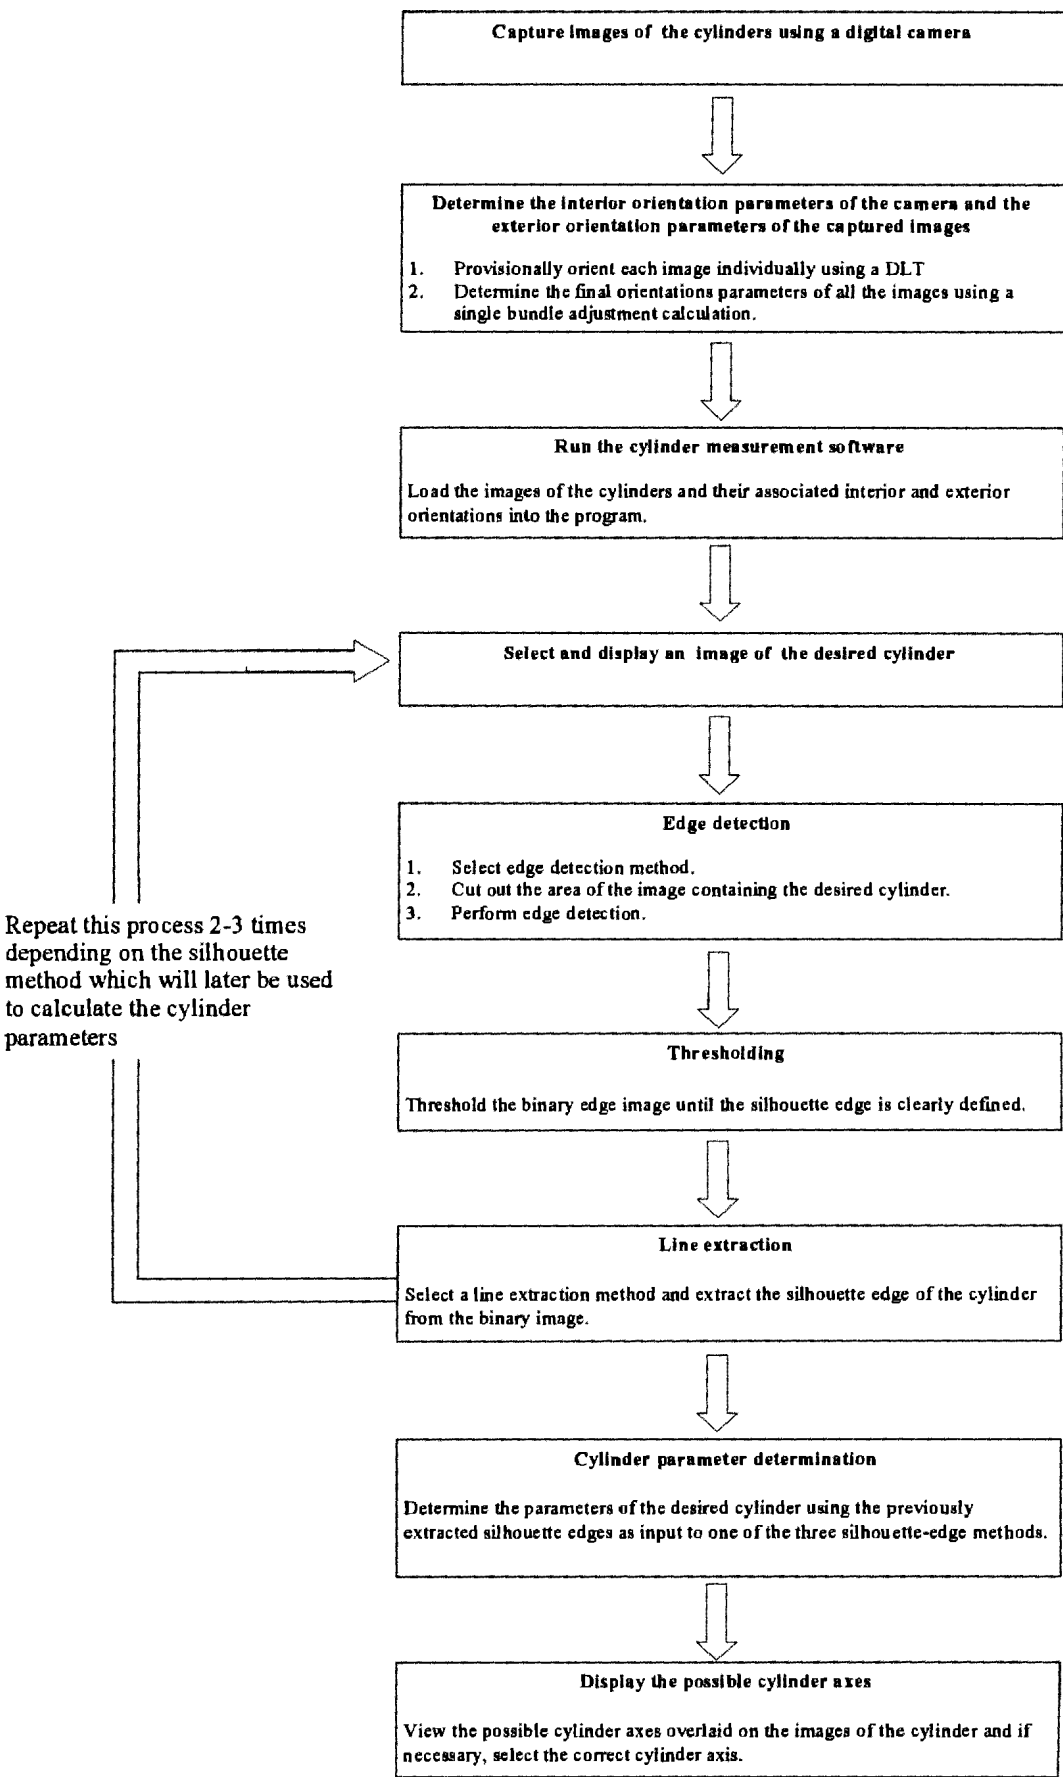 Capture images of the cylinders using a digital camera
Determine the interior orientation parameters of the camera and the
exterior orientation parameters of the captured images
1. Provisionally orient each image individually using a DLT
2. Determine the final orientations parameters of all the images using a
single bundle adjustment calculation.
Run the cylinder measurement software
Load the images of the cylinders and their associated interior and exterior
orientations into the program.
Select and display an image of the desired cylinder
Edge detection
1. Select edge detection method.
2. Cut out the area of the image containing the desired cylinder.
3. Perform edge detection.
Repeat this process 2-3 times
depending on the silhouette
method which will later be used
to calculate the cylinder
parameters
Thresholding
Threshold the binary edge image until the silhouette edge is clearly defined.
Line extraction
Select a line extraction method and extract the silhouette edge of the cylinder
from the binary image.
Cylinder parameter determination
Determine the parameters of the desired cylinder using the previously
extracted silhouette edges as input to one of the three silhouette-edge methods.
Display the possible cylinder axes
View the possible cylinder axes overlaid on the images of the cylinder and if
necessary, select the correct cylinder axis.